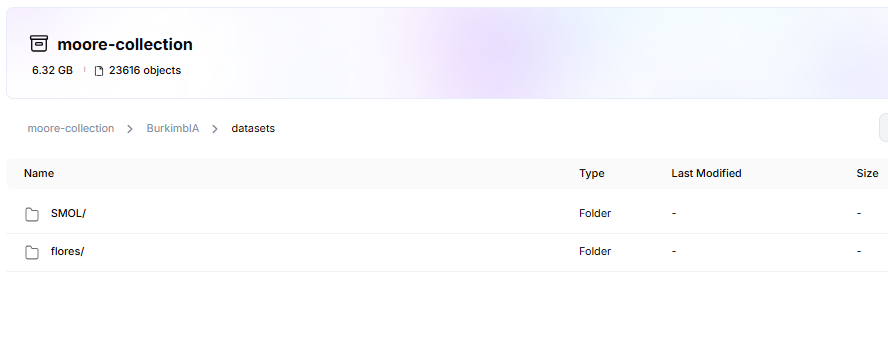 moore-collection
6.32 GB 23616 objects
moore-collection > BurkimbIA > datasets
Name Type Last Modified Size
SMOL/ Folder - -
flores/ Folder - -